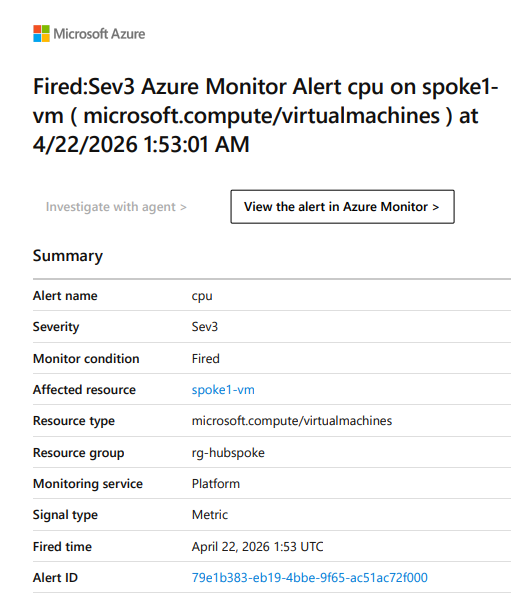 Microsoft Azure
Fired:Sev3 Azure Monitor Alert cpu on spoke1-
vm ( microsoft.compute/virtualmachines ) at
4/22/2026 1:53:01 AM
Investigate with agent >
View the alert in Azure Monitor >
Summary
Alert name cpu
Severity Sev3
Monitor condition Fired
Affected resource spoke1-vm
Resource type microsoft.compute/virtualmachines
Resource group rg-hubspoke
Monitoring service Platform
Signal type Metric
Fired time April 22, 2026 1:53 UTC
Alert ID 79e1b383-eb19-4bbe-9f65-ac51ac72f000